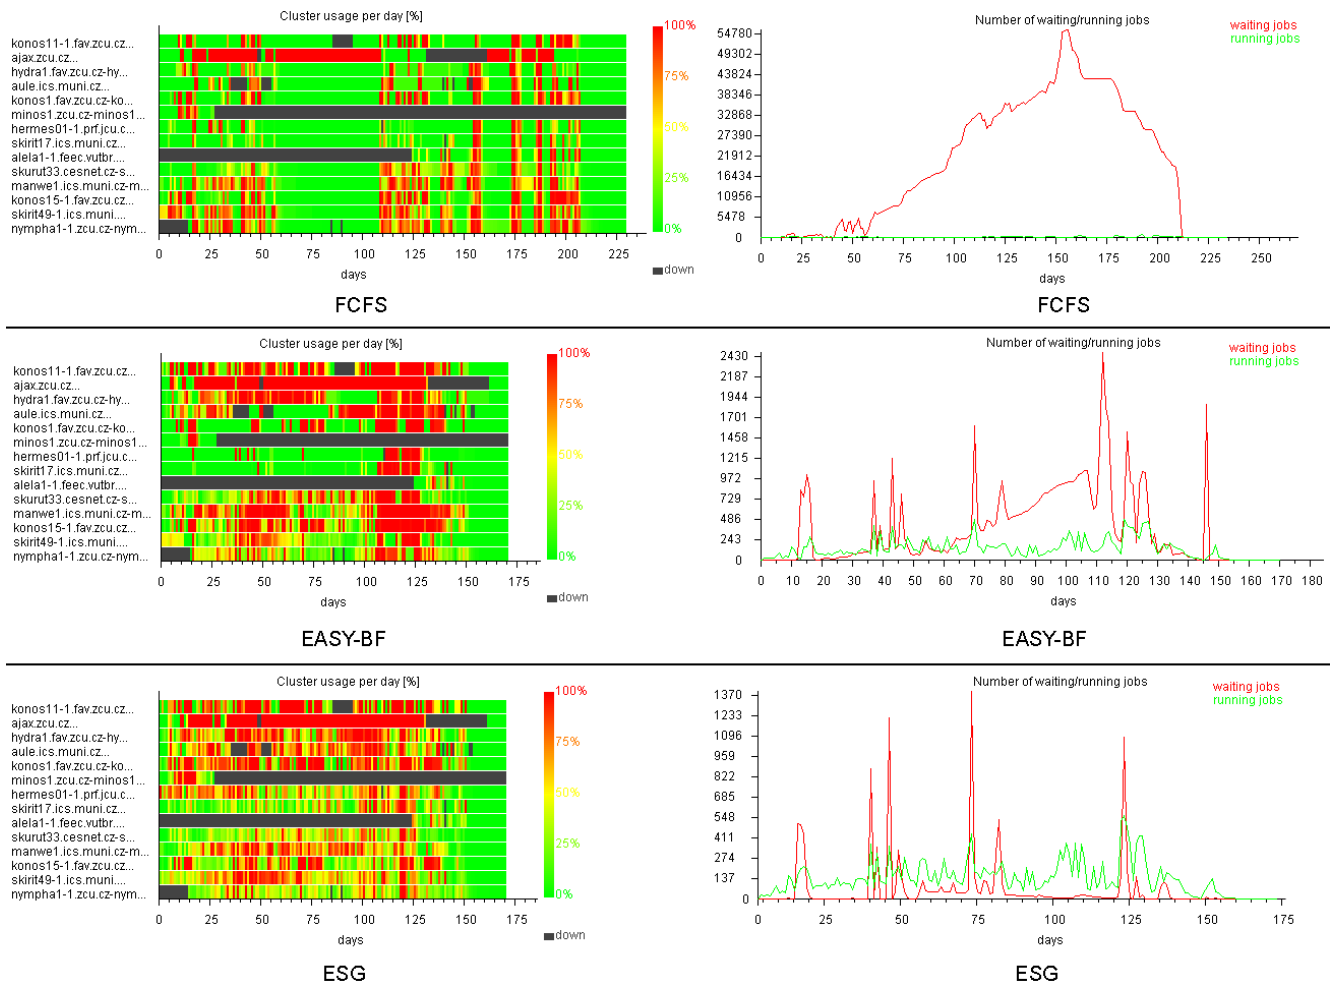 Cluster usage per day [%]
konos11-1.fav.zcu.cz...
ajax.zcu.cz...
hydra1.fav.zcu.cz-hy...
aule.ics.muni.cz...
konos1.fav.zcu.cz-ko...
minos1.zcu.cz-minos1...
hermes01-1.prf.jcu.c...
skirit17.ics.muni.cz...
alela1-1.feec.vutbr....
skurut33.cesnet.cz-s...
manwe1.ics.muni.cz-m...
konos15-1.fav.zcu.cz...
skirit49-1.ics.muni....
nympha1-1.zcu.cz-nym...
0 25 50 75 100 125 150 175 200 225
days
100%
75%
50%
25%
0%
down
FCFS
Number of waiting/running jobs
waiting jobs
running jobs
54780
49302
43824
38346
32868
27390
21912
16434
10956
5478
0
0 25 50 75 100 125 150 175 200 225 250
days
FCFS
Cluster usage per day [%]
konos11-1.fav.zcu.cz...
ajax.zcu.cz...
hydra1.fav.zcu.cz-hy...
aule.ics.muni.cz...
konos1.fav.zcu.cz-ko...
minos1.zcu.cz-minos1...
hermes01-1.prf.jcu.c...
skirit17.ics.muni.cz...
alela1-1.feec.vutbr....
skurut33.cesnet.cz-s...
manwe1.ics.muni.cz-m...
konos15-1.fav.zcu.cz...
skirit49-1.ics.muni....
nympha1-1.zcu.cz-nym...
0 25 50 75 100 125 150 175
days
100%
75%
50%
25%
0%
down
EASY-BF
Number of waiting/running jobs
waiting jobs
running jobs
2430
2187
1944
1701
1458
1215
972
729
486
243
0
0 10 20 30 40 50 60 70 80 90 100 110 120 130 140 150 160 170 180
days
EASY-BF
Cluster usage per day [%]
konos11-1.fav.zcu.cz...
ajax.zcu.cz...
hydra1.fav.zcu.cz-hy...
aule.ics.muni.cz...
konos1.fav.zcu.cz-ko...
minos1.zcu.cz-minos1...
hermes01-1.prf.jcu.c...
skirit17.ics.muni.cz...
alela1-1.feec.vutbr....
skurut33.cesnet.cz-s...
manwe1.ics.muni.cz-m...
konos15-1.fav.zcu.cz...
skirit49-1.ics.muni....
nympha1-1.zcu.cz-nym...
0 25 50 75 100 125 150 175
days
100%
75%
50%
25%
0%
down
ESG
Number of waiting/running jobs
waiting jobs
running jobs
1370
1233
1096
959
822
685
548
411
274
137
0
0 25 50 75 100 125 150 175
days
ESG